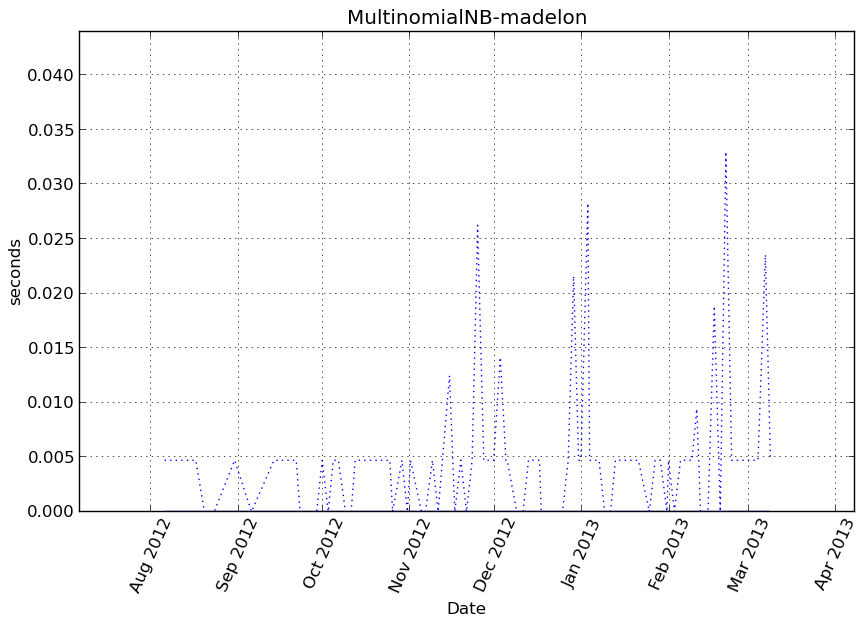 MultinomialNB-madelon
0.040
0.035
0.030
0.025
0.020
0.015
0.010
0.005
0.000
seconds
Aug 2012
Sep 2012
Oct 2012
Nov 2012
Dec 2012
Jan 2013
Feb 2013
Mar 2013
Apr 2013
Date